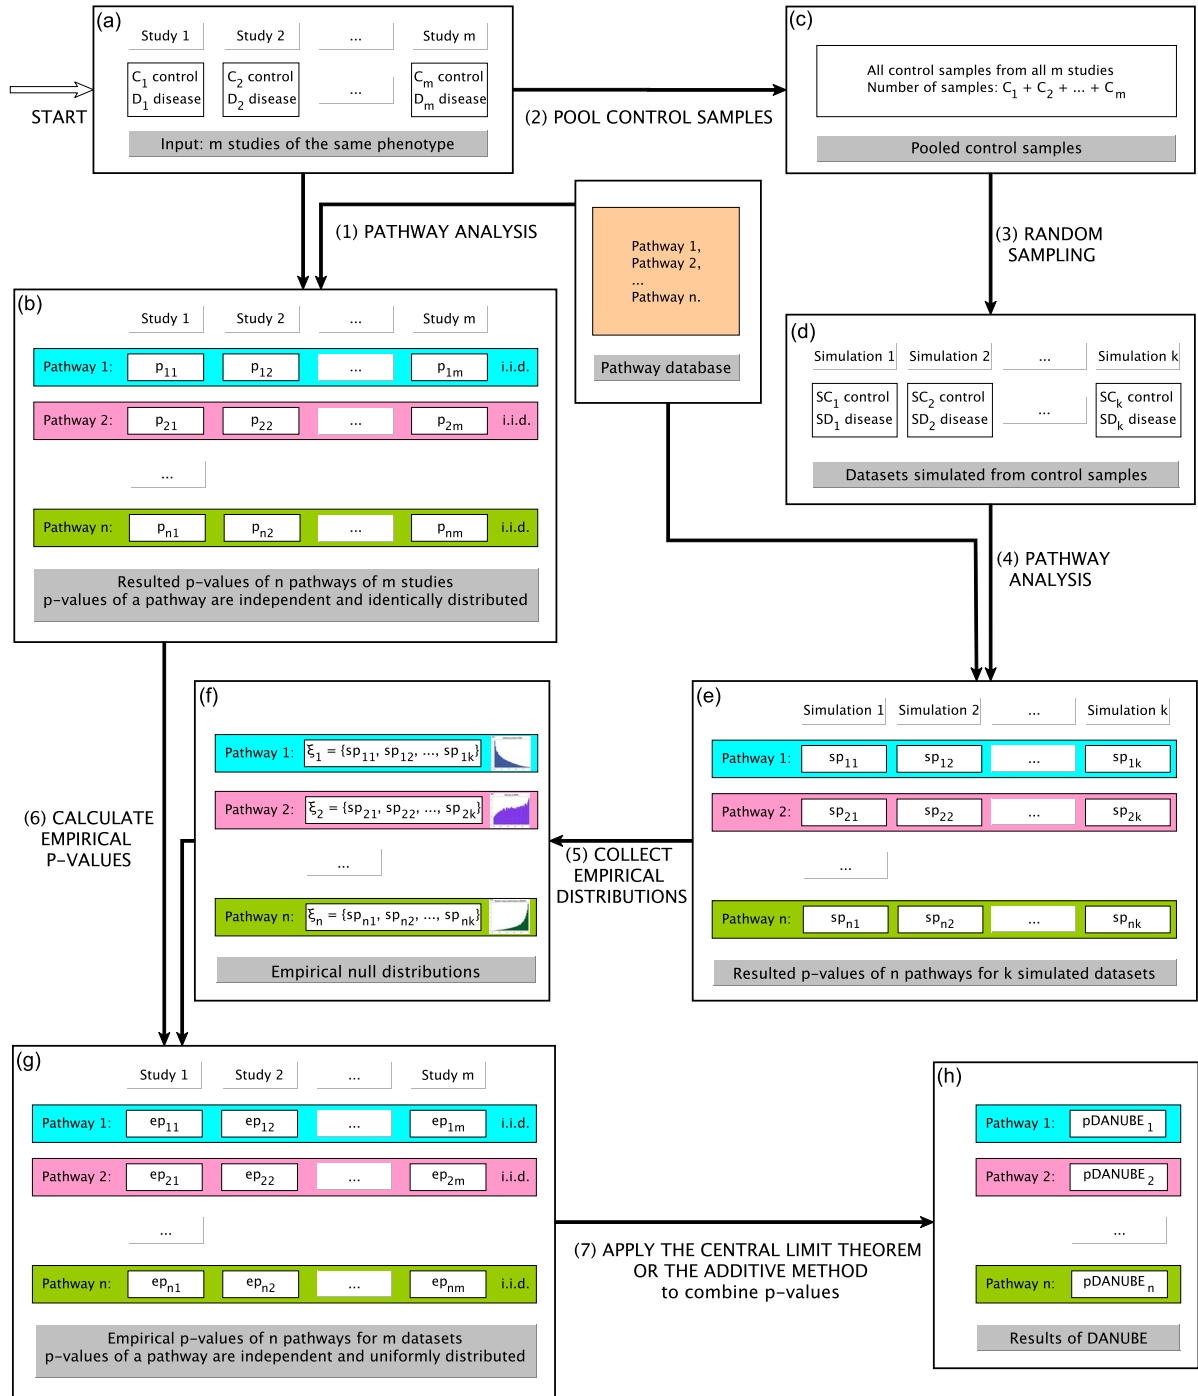 (a)
Study 1 Study 2 ... Study m
C1 control C2 control ... Cm control
D1 disease D2 disease Dm disease
Input: m studies of the same phenotype
START
(2) POOL CONTROL SAMPLES
(c)
All control samples from all m studies
Number of samples: C1 + C2 + ... + Cm
Pooled control samples
(1) PATHWAY ANALYSIS
Pathway 1,
Pathway 2,
...
Pathway n.
Pathway database
(3) RANDOM
SAMPLING
(b)
Study 1 Study 2 ... Study m
Pathway 1: p11 p12 ... p1m i.i.d.
Pathway 2: p21 p22 ... p2m i.i.d.
...
Pathway n: pn1 pn2 ... pnm i.i.d.
Resulted p-values of n pathways of m studies
p-values of a pathway are independent and identically distributed
(d)
Simulation 1 Simulation 2 ... Simulation k
SC1 control SC2 control ... SCk control
SD1 disease SD2 disease SDk disease
Datasets simulated from control samples
(4) PATHWAY
ANALYSIS
(e)
Simulation 1 Simulation 2 ... Simulation k
Pathway 1: sp11 sp12 ... sp1k
Pathway 2: sp21 sp22 ... sp2k
...
Pathway n: spn1 spn2 ... spnk
Resulted p-values of n pathways for k simulated datasets
(5) COLLECT
EMPIRICAL
DISTRIBUTIONS
(f)
Pathway 1: ξ1 = {sp11, sp12, ..., sp1k}
Pathway 2: ξ2 = {sp21, sp22, ..., sp2k}
...
Pathway n: ξn = {spn1, spn2, ..., spnk}
Empirical null distributions
(6) CALCULATE
EMPIRICAL
P-VALUES
(g)
Study 1 Study 2 ... Study m
Pathway 1: ep11 ep12 ... ep1m i.i.d.
Pathway 2: ep21 ep22 ... ep2m i.i.d.
...
Pathway n: epn1 epn2 ... epnm i.i.d.
Empirical p-values of n pathways for m datasets
p-values of a pathway are independent and uniformly distributed
(7) APPLY THE CENTRAL LIMIT THEOREM
OR THE ADDITIVE METHOD
to combine p-values
(h)
Pathway 1: pDANUBE1
Pathway 2: pDANUBE2
...
Pathway n: pDANUBEn
Results of DANUBE